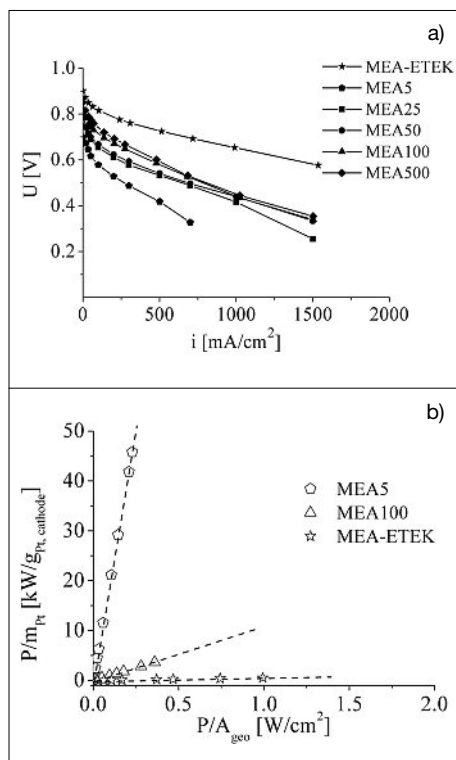 a)
1.0
0.8
0.6
0.4
0.2
U [V]
MEA-ETEK
MEA5
MEA25
MEA50
MEA100
MEA500
0 500 1000 1500 2000
i [mA/cm²]
b)
50
40
30
20
10
0
P/m_Pt [kW/g_Pt, cathode]
MEA5
MEA100
MEA-ETEK
0.0 0.5 1.0 1.5 2.0
P/A_geo [W/cm²]